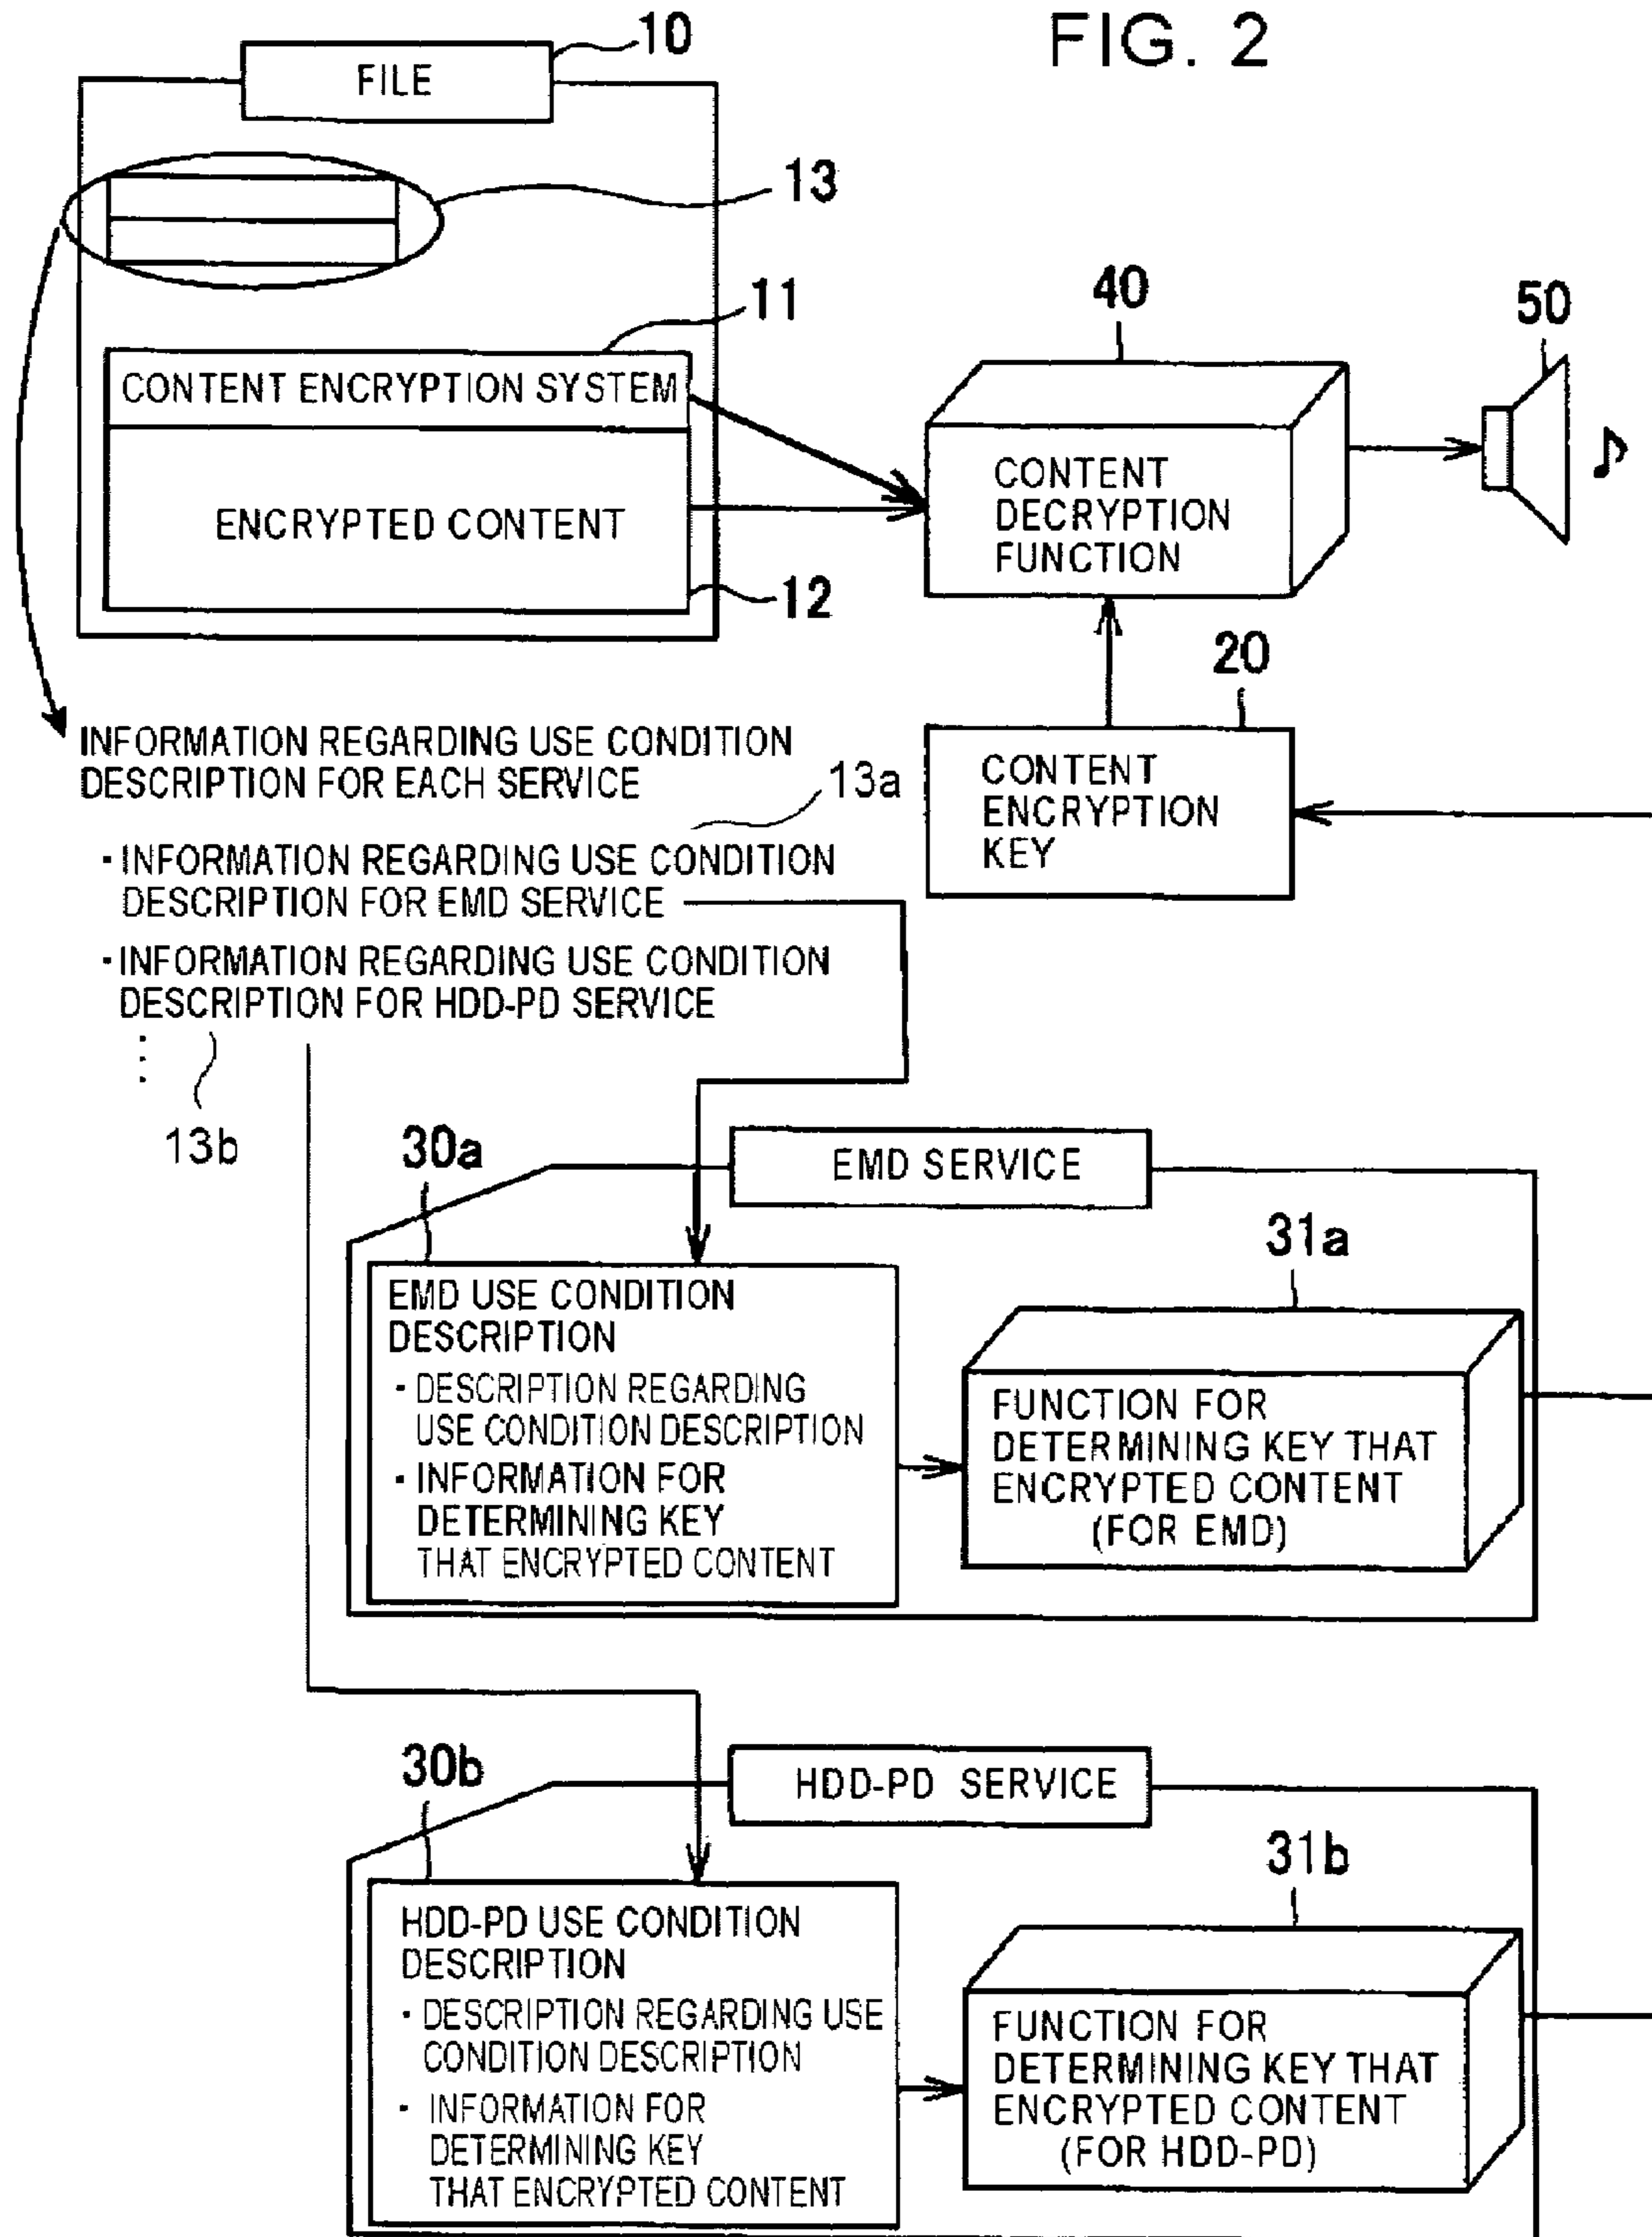 FIG. 2
10
FILE
13
11
CONTENT ENCRYPTION SYSTEM
ENCRYPTED CONTENT
12
40
CONTENT
DECRYPTION
FUNCTION
50
20
CONTENT
ENCRYPTION
KEY
INFORMATION REGARDING USE CONDITION
DESCRIPTION FOR EACH SERVICE
13a
· INFORMATION REGARDING USE CONDITION
DESCRIPTION FOR EMD SERVICE
· INFORMATION REGARDING USE CONDITION
DESCRIPTION FOR HDD-PD SERVICE
⋮
13b
30a
EMD SERVICE
31a
EMD USE CONDITION
DESCRIPTION
· DESCRIPTION REGARDING
USE CONDITION DESCRIPTION
· INFORMATION FOR
DETERMINING KEY
THAT ENCRYPTED CONTENT
FUNCTION FOR
DETERMINING KEY THAT
ENCRYPTED CONTENT
(FOR EMD)
30b
HDD-PD SERVICE
31b
HDD-PD USE CONDITION
DESCRIPTION
· DESCRIPTION REGARDING USE
CONDITION DESCRIPTION
· INFORMATION FOR
DETERMINING KEY
THAT ENCRYPTED CONTENT
FUNCTION FOR
DETERMINING KEY THAT
ENCRYPTED CONTENT
(FOR HDD-PD)